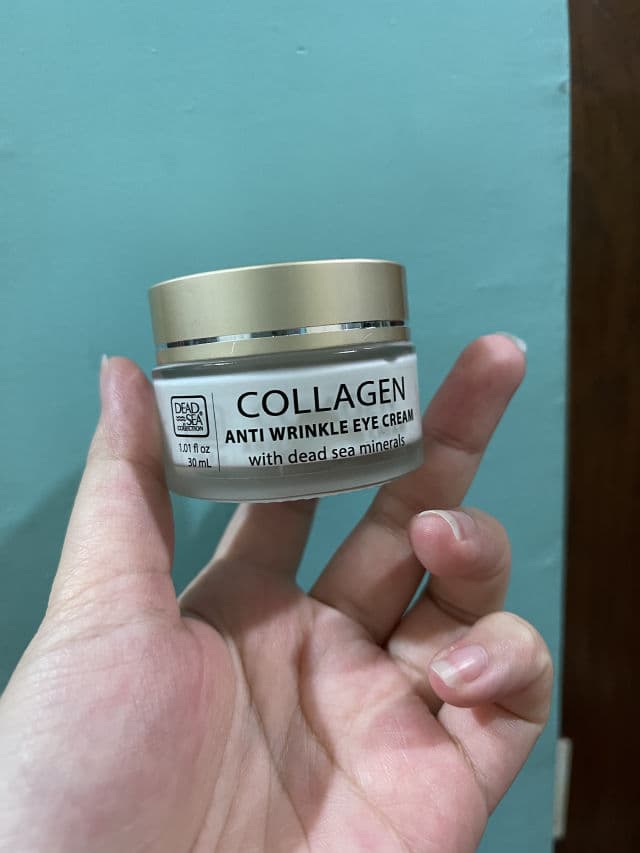 DEAD
SEA
COLLECTION
1.01 fl oz
30 mL
COLLAGEN
ANTI WRINKLE EYE CREAM
with dead sea minerals